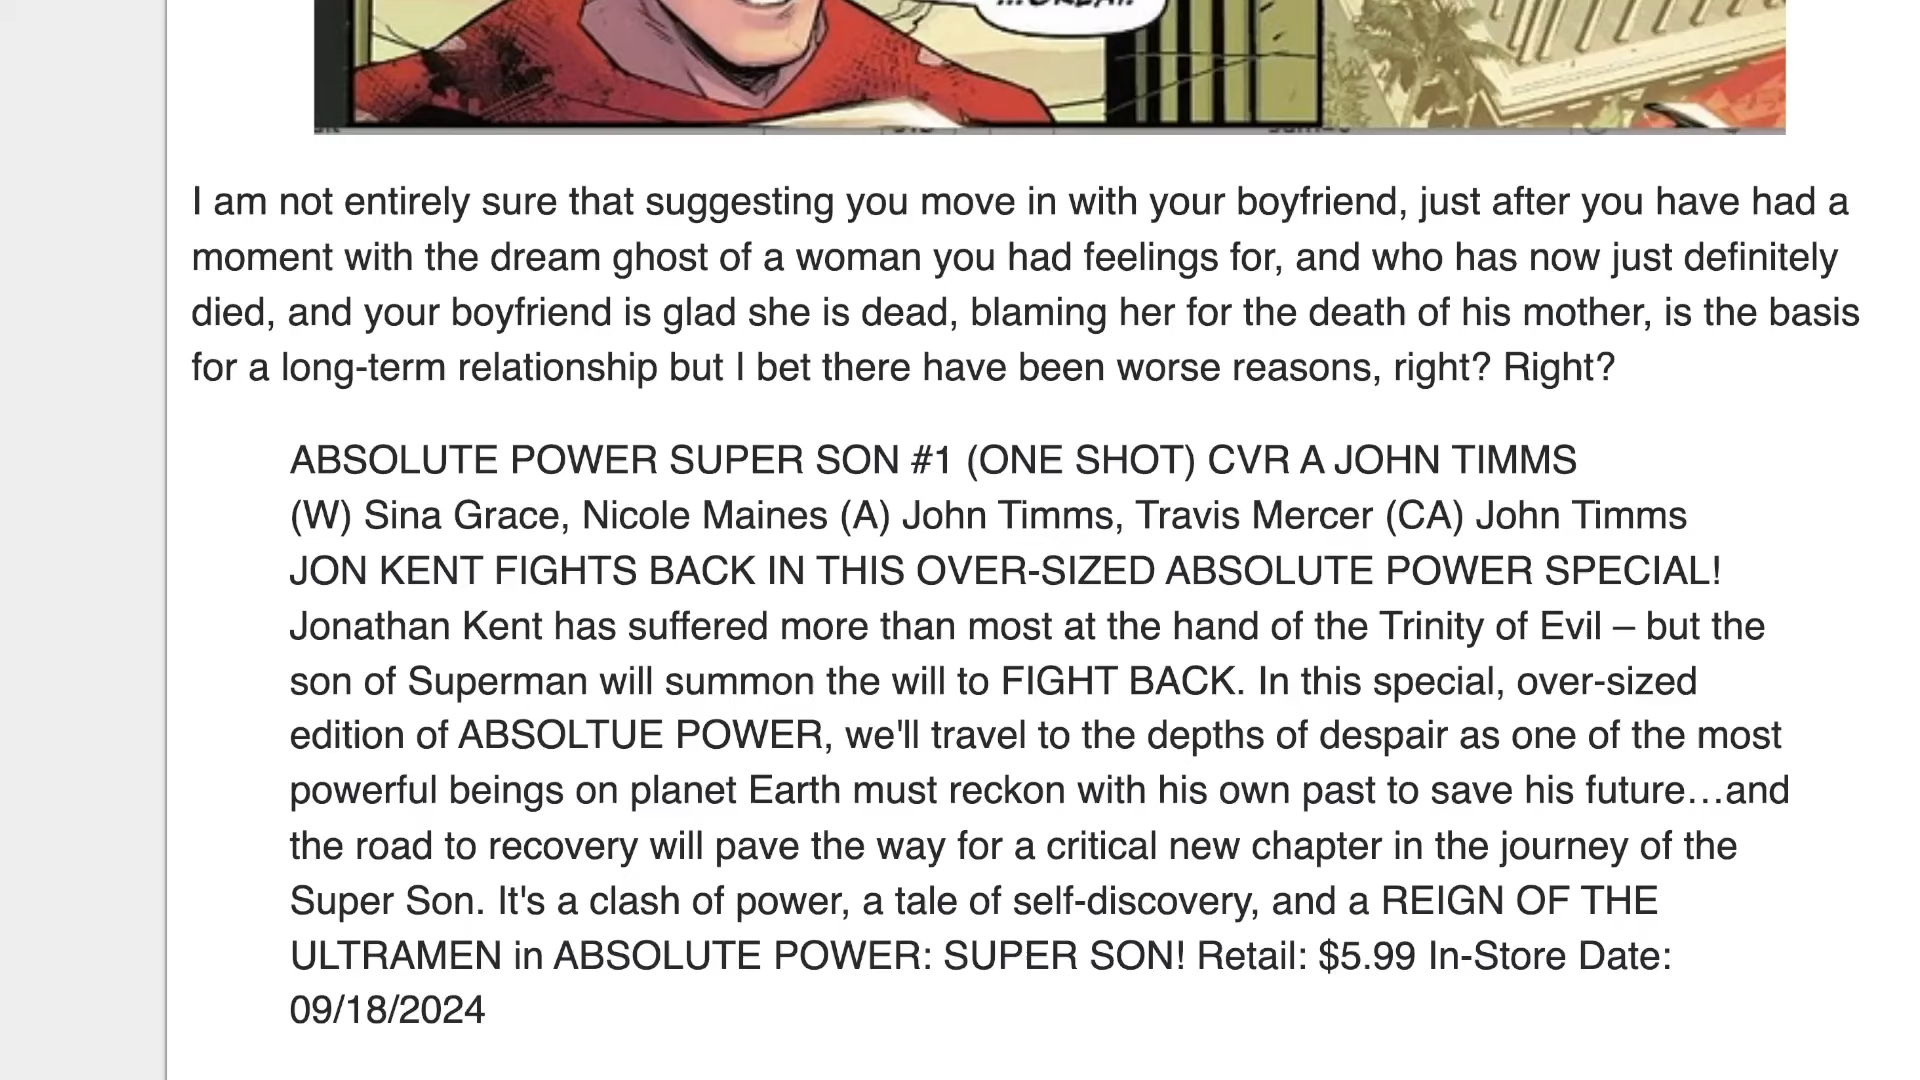 I am not entirely sure that suggesting you move in with your boyfriend, just after you have had a
moment with the dream ghost of a woman you had feelings for, and who has now just definitely
died, and your boyfriend is glad she is dead, blaming her for the death of his mother, is the basis
for a long-term relationship but I bet there have been worse reasons, right? Right?
ABSOLUTE POWER SUPER SON #1 (ONE SHOT) CVR A JOHN TIMMS
(W) Sina Grace, Nicole Maines (A) John Timms, Travis Mercer (CA) John Timms
JON KENT FIGHTS BACK IN THIS OVER-SIZED ABSOLUTE POWER SPECIAL!
Jonathan Kent has suffered more than most at the hand of the Trinity of Evil – but the
son of Superman will summon the will to FIGHT BACK. In this special, over-sized
edition of ABSOLTUE POWER, we'll travel to the depths of despair as one of the most
powerful beings on planet Earth must reckon with his own past to save his future…and
the road to recovery will pave the way for a critical new chapter in the journey of the
Super Son. It's a clash of power, a tale of self-discovery, and a REIGN OF THE
ULTRAMEN in ABSOLUTE POWER: SUPER SON! Retail: $5.99 In-Store Date:
09/18/2024